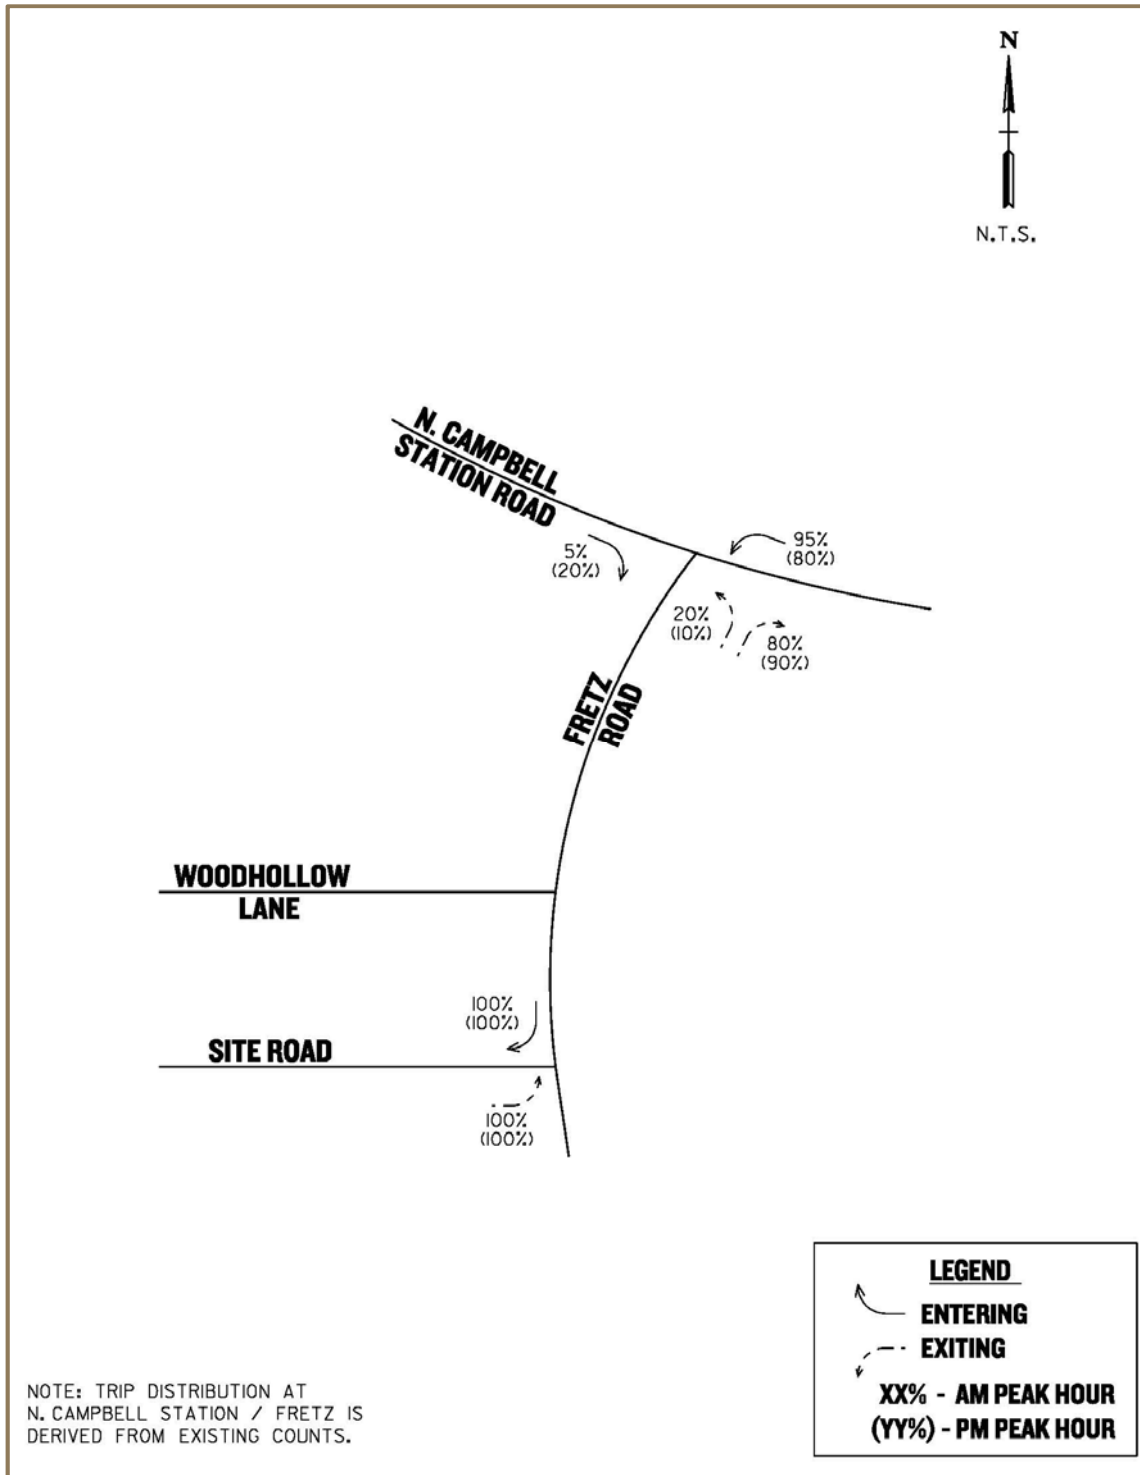 N
N.T.S.
N. CAMPBELL
STATION ROAD
5%
(20%)
95%
(80%)
20%
(10%)
80%
(90%)
FRETZ
ROAD
WOODHOLLOW
LANE
100%
(100%)
SITE ROAD
100%
(100%)
LEGEND
ENTERING
EXITING
XX% - AM PEAK HOUR
(YY%) - PM PEAK HOUR
NOTE: TRIP DISTRIBUTION AT
N. CAMPBELL STATION / FRETZ IS
DERIVED FROM EXISTING COUNTS.